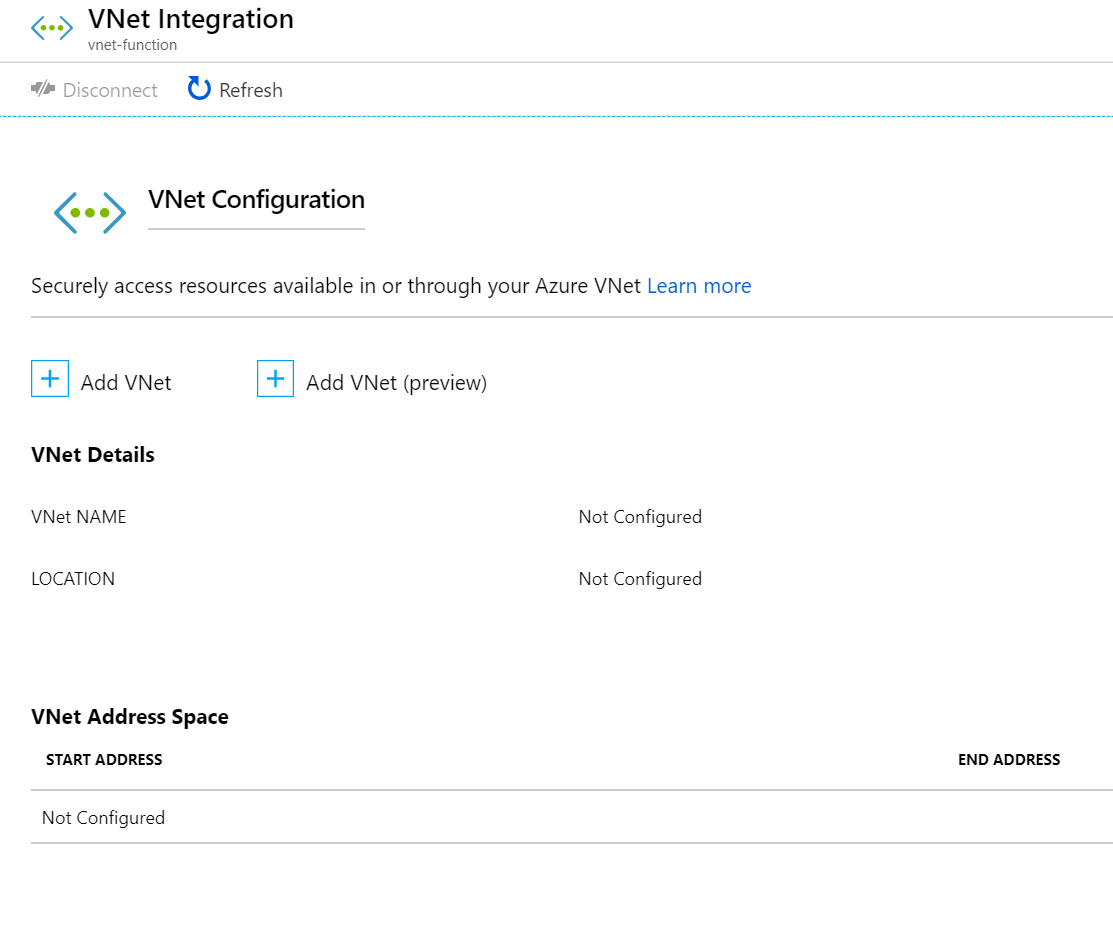 VNet Integration
vnet-function
Disconnect Refresh
VNet Configuration
Securely access resources available in or through your Azure VNet Learn more
Add VNet Add VNet (preview)
VNet Details
VNet NAME Not Configured
LOCATION Not Configured
VNet Address Space
START ADDRESS END ADDRESS
Not Configured